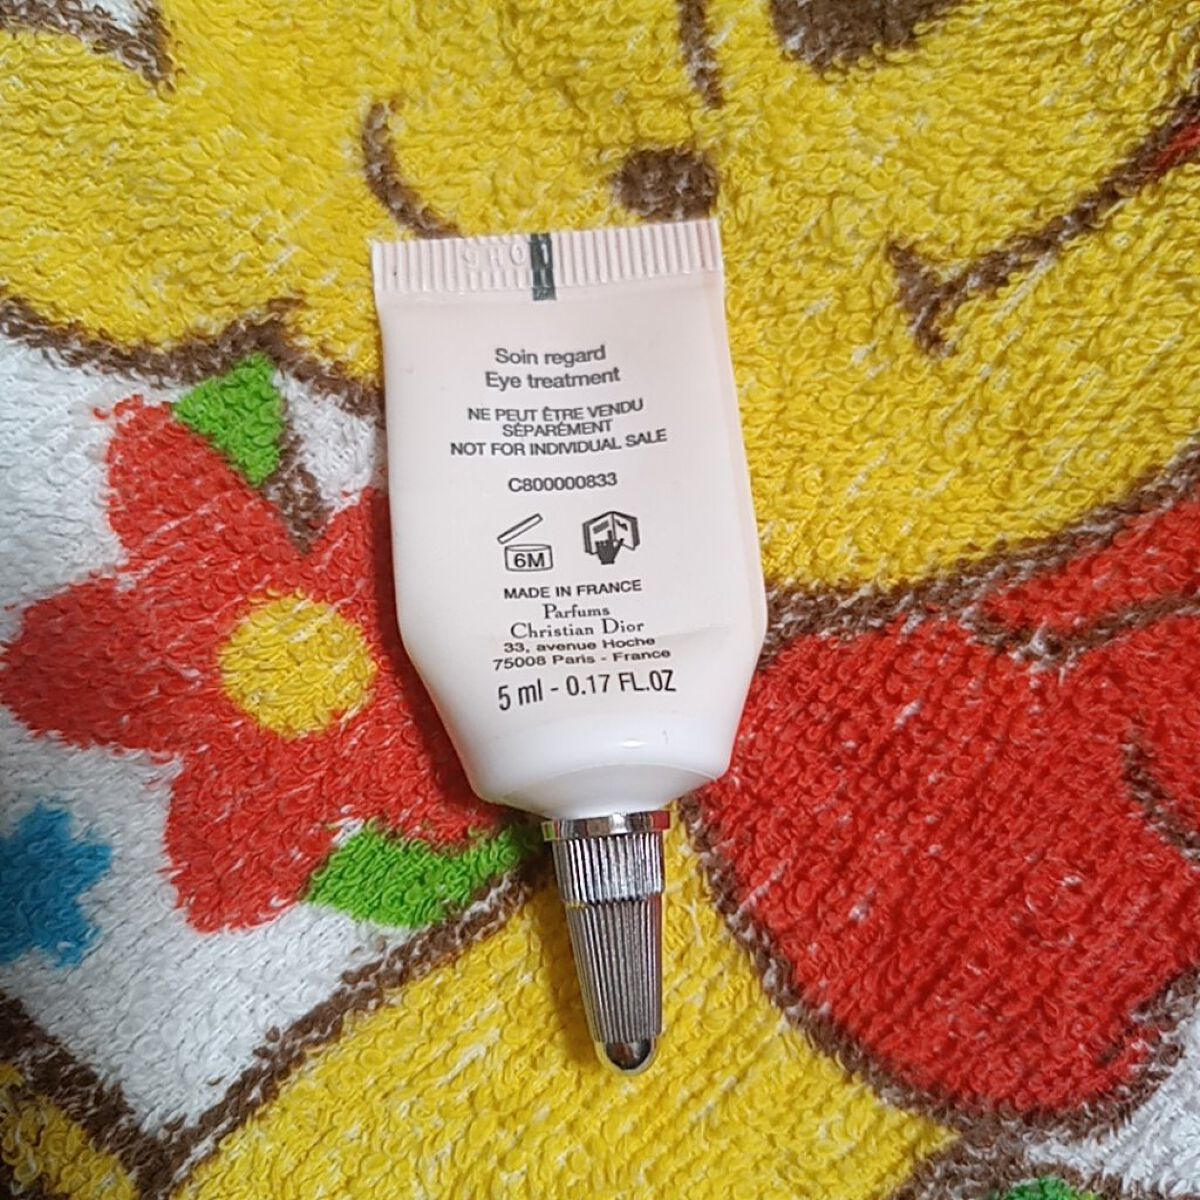 9H01
Soin regard
Eye treatment
NE PEUT ÊTRE VENDU
SÉPARÉMENT
NOT FOR INDIVIDUAL SALE
C800000833
6M
MADE IN FRANCE
Parfums
Christian Dior
33, avenue Hoche
75008 Paris - France
5 ml - 0.17 FL.OZ